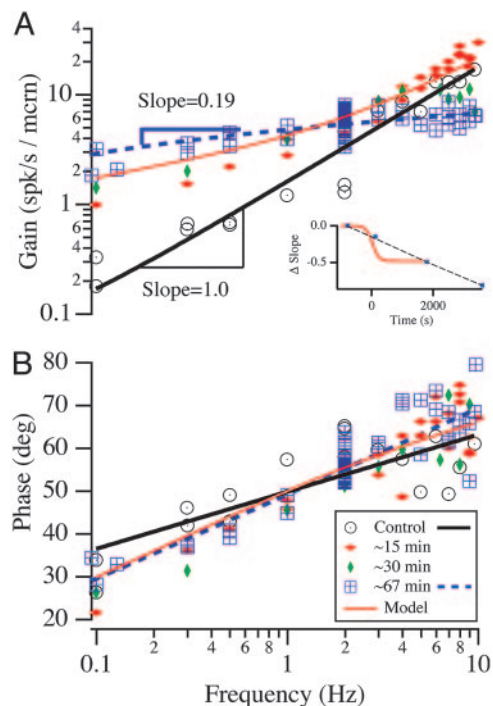 A
Gain (spk/s / mcrn)
4
2
10
8
6
4
2
1
8
6
4
2
0.1
Slope=0.19
Slope=1.0
Δ Slope
0.0
-0.5
0
2000
Time (s)
B
Phase (deg)
80
70
60
50
40
30
20
Control
~15 min
~30 min
~67 min
Model
0.1
2
4
6
8
1
2
4
6
8
10
Frequency (Hz)